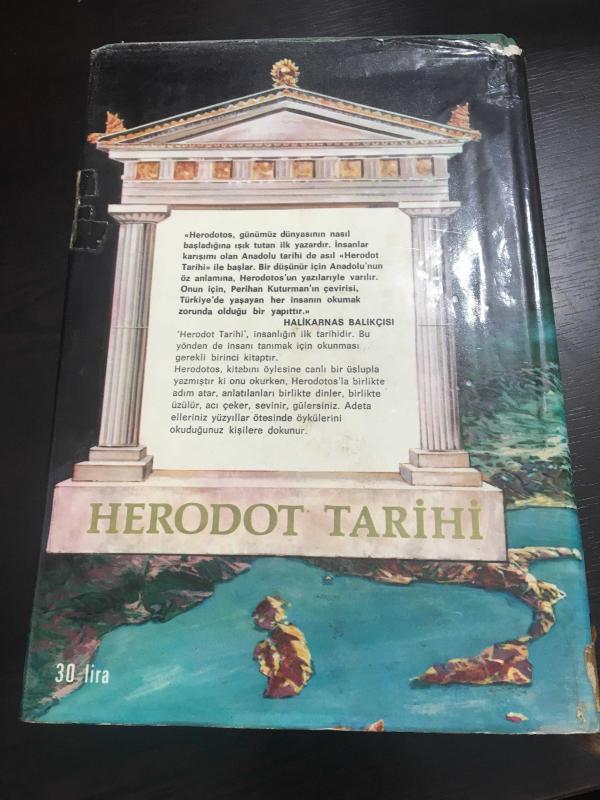 «Herodotos, günümüz dünyasının nasıl
başladığına ışık tutan ilk yazardır. İnsanlar
karışımı olan Anadolu tarihi de asıl «Herodot
Tarihi» ile başlar. Bir düşünür için Anadolu'nun
öz anlamına, Herodotos'un yazılariyle varılır.
Onun için, Perihan Kuturman'ın çevirisi,
Türkiye'de yaşayan her insanın okumak
zorunda olduğu bir yapıttır.»
HALİKARNAS BALIKÇISI
'Herodot Tarihi', insanlığın ilk tarihidir. Bu
yönden de insanı tanımak için okunması
gerekli birinci kitaptır.
Herodotos, kitabını öylesine canlı bir üslupla
yazmıştır ki onu okurken, Herodotos'la birlikte
adım atar, anlatılanları birlikte dinler, birlikte
üzülür, acı çeker, sevinir, gülersiniz. Adeta
elleriniz yüzyıllar ötesinde öykülerini
okuduğunuz kişilere dokunur.
HERODOT TARİHİ
30 lira